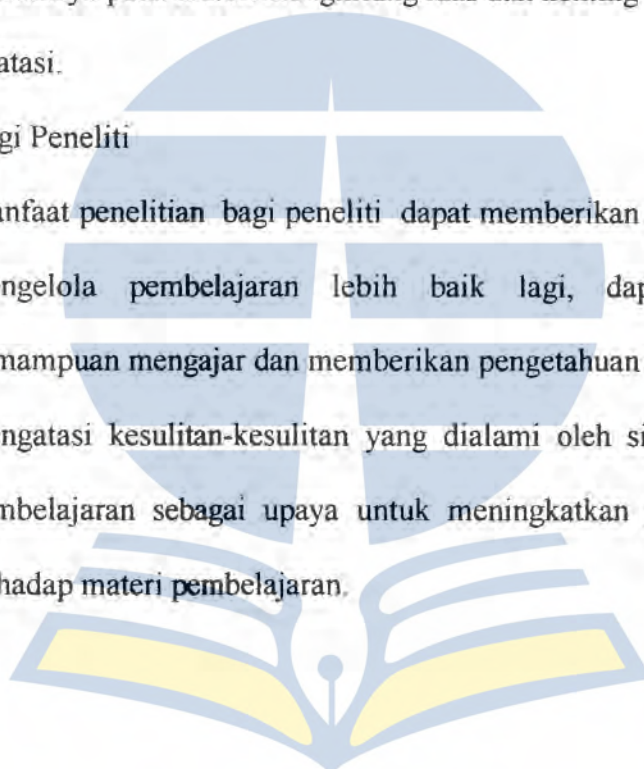 atasi.
gi Peneliti
anfaat penelitian bagi peneliti dapat memberikan
ngelola pembelajaran lebih baik lagi, dap
mampuan mengajar dan memberikan pengetahuan
ngatasi kesulitan-kesulitan yang dialami oleh si
mbelajaran sebagai upaya untuk meningkatkan
hadap materi pembelajaran.